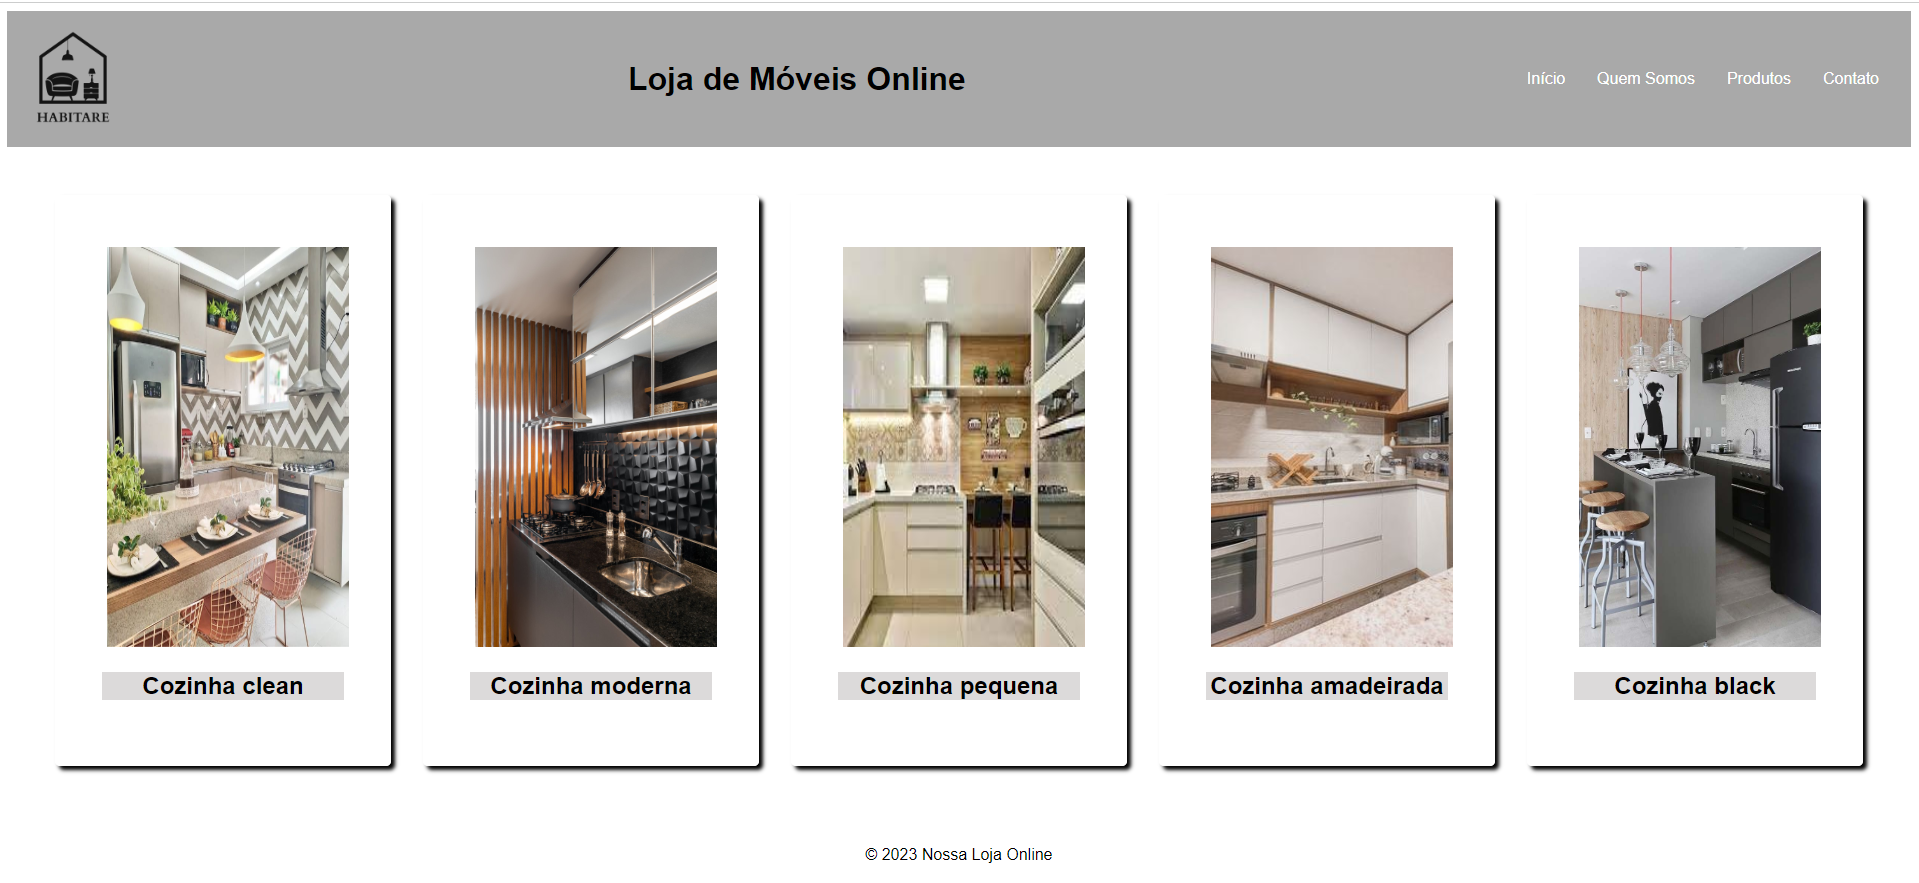 HABITARE
Loja de Móveis Online
Início
Quem Somos
Produtos
Contato
Cozinha clean
Cozinha moderna
Cozinha pequena
Cozinha amadeirada
Cozinha black
© 2023 Nossa Loja Online